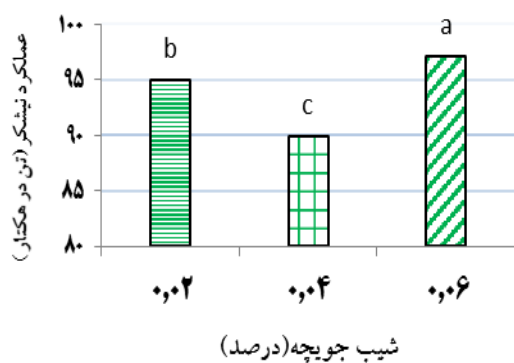 عملکرد نیشکر (تن در هکتار)
۱۰۰
۹۵
۹۰
۸۵
۸۰
b
c
a
۰,۰۲
۰,۰۴
۰,۰۶
شیب جویچه(درصد)